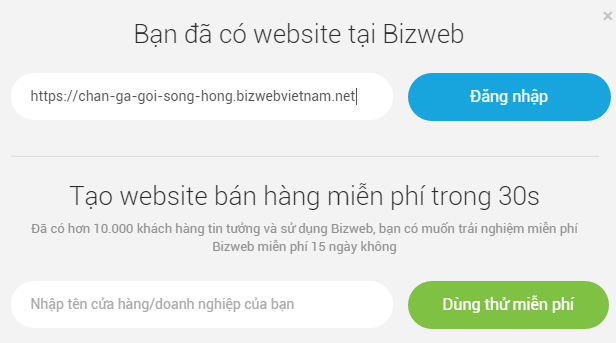 ×
Bạn đã có website tại Bizweb
https://chan-ga-goi-song-hong.bizwebvietnam.net
Đăng nhập
Tạo website bán hàng miễn phí trong 30s
Đã có hơn 10.000 khách hàng tin tưởng và sử dụng Bizweb, bạn có muốn trải nghiệm miễn phí
Bizweb miễn phí 15 ngày không
Nhập tên cửa hàng/doanh nghiệp của bạn
Dùng thử miễn phí